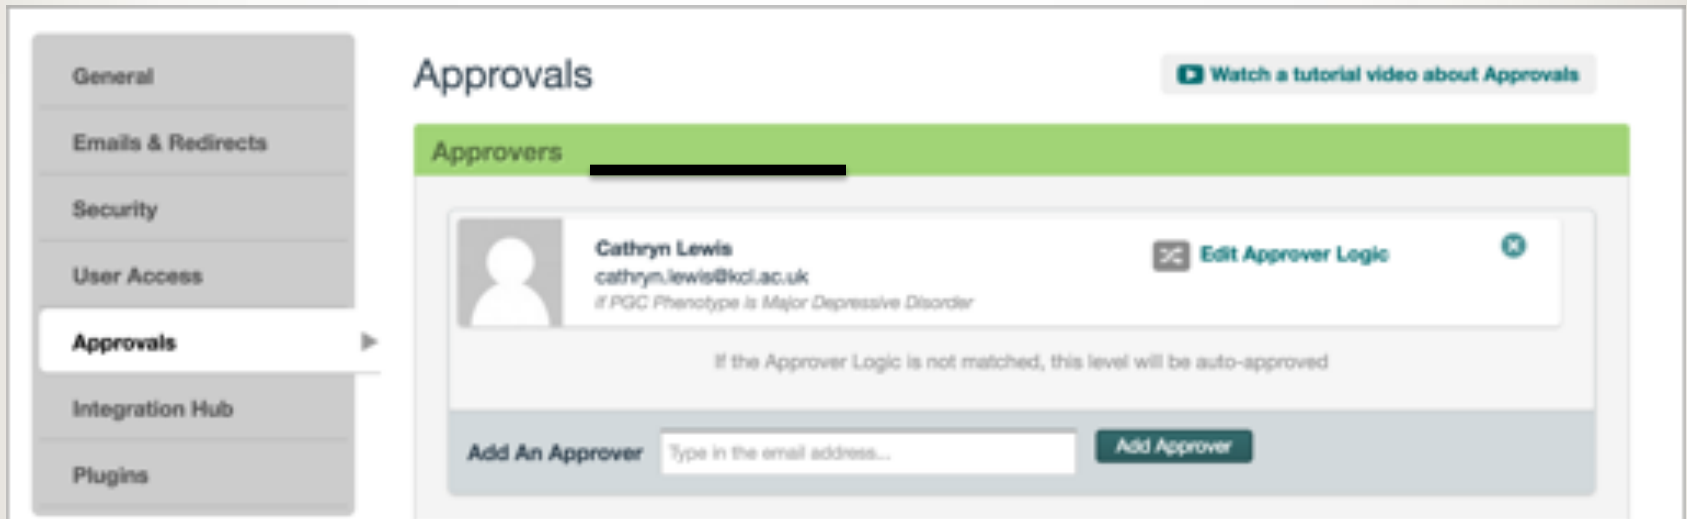 General
Emails & Redirects
Security
User Access
Approvals
Integration Hub
Plugins
Approvals
Watch a tutorial video about Approvals
Approvers
Cathryn Lewis
cathryn.lewis@kcl.ac.uk
if PGC Phenotype is Major Depressive Disorder
Edit Approver Logic
If the Approver Logic is not matched, this level will be auto-approved
Add An Approver
Type in the email address...
Add Approver